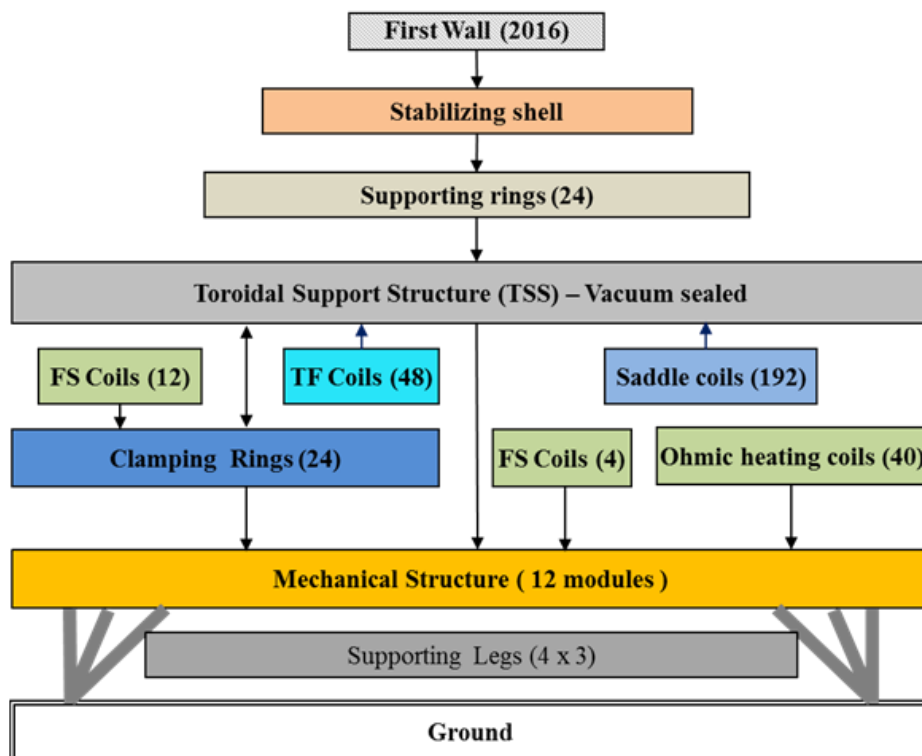 First Wall (2016)
Stabilizing shell
Supporting rings (24)
Toroidal Support Structure (TSS) – Vacuum sealed
FS Coils (12)
TF Coils (48)
Saddle coils (192)
Clamping Rings (24)
FS Coils (4)
Ohmic heating coils (40)
Mechanical Structure ( 12 modules )
Supporting Legs (4 x 3)
Ground